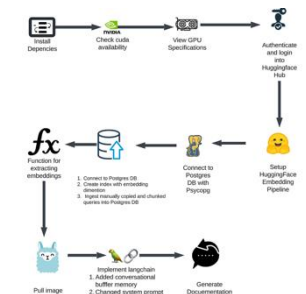 Install
Depencies
NVIDIA
Check cuda
availability
View GPU
Specifications
Authenticate
and login
into
Huggingface
Hub
fx
Function for
extracting
embeddings
1. Connect to Postgres DB
2. Create index with embedding
dimention
3. Ingest manually copied and chunked
queries into Postgres DB
Connect to
Postgres
DB with
Psycopg
Setup
HuggingFace
Embedding
Pipeline
Pull image
Implement langchain
1. Added conversational
buffer memory
2. Changed system prompt
Generate
Documentation